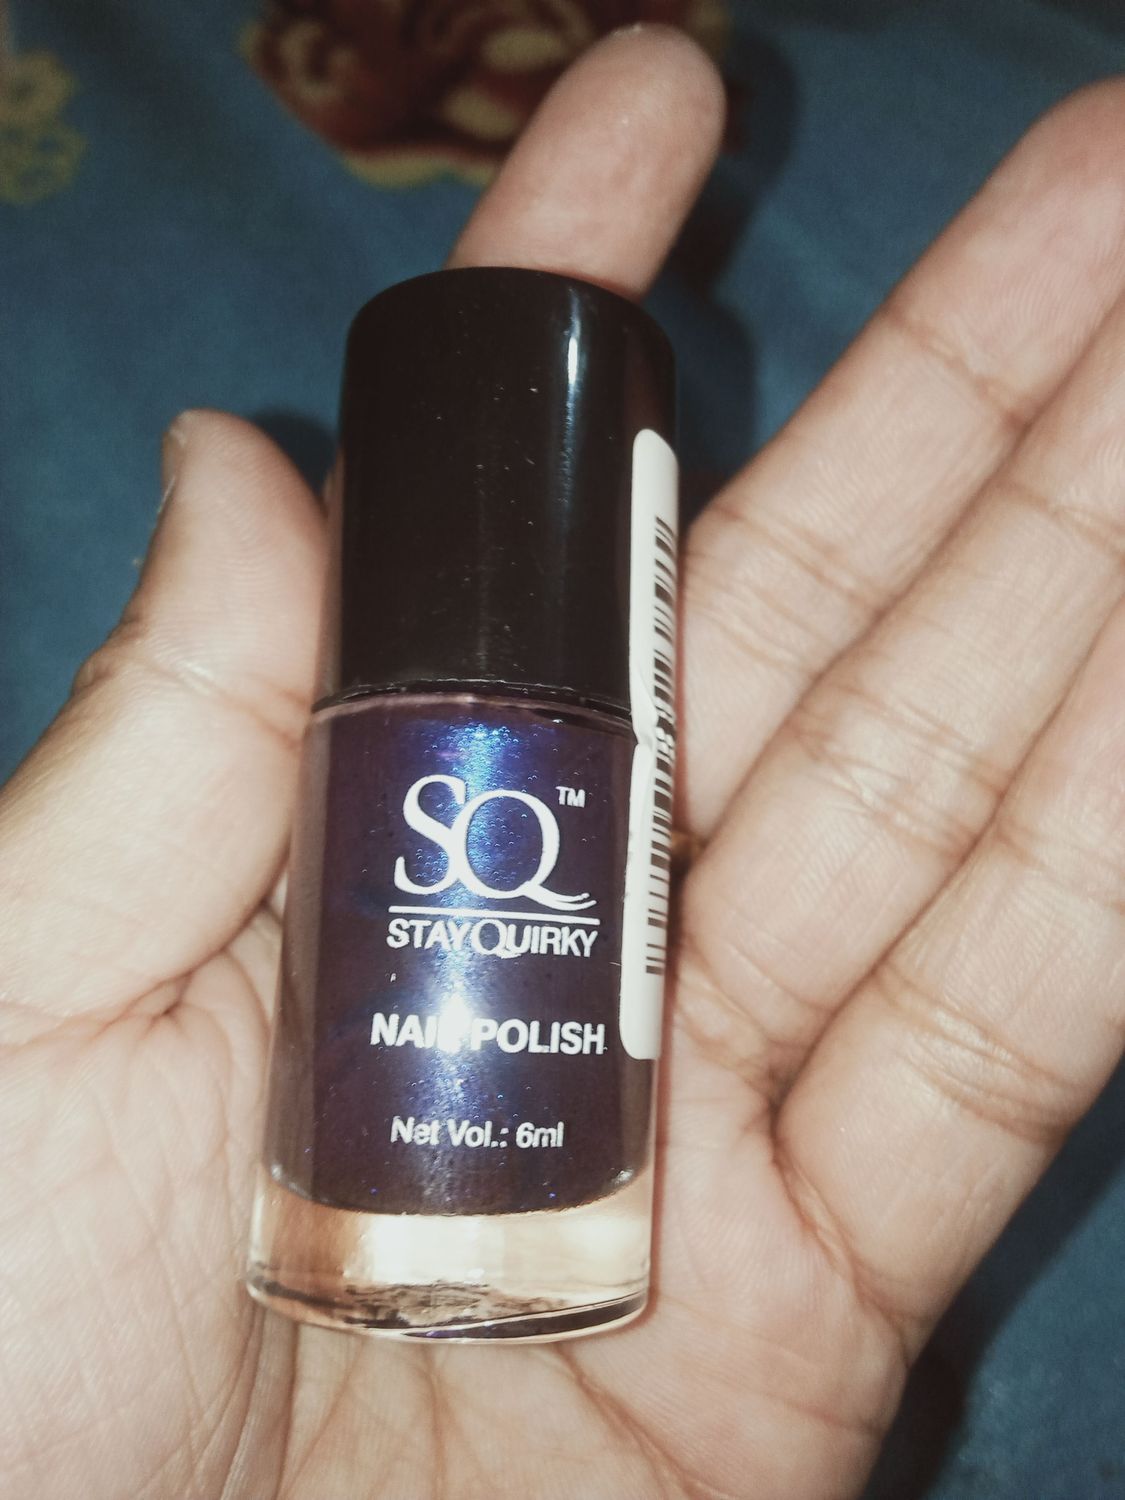 SQ™
STAYQUIRKY
NAIL POLISH
Net Vol.: 6ml